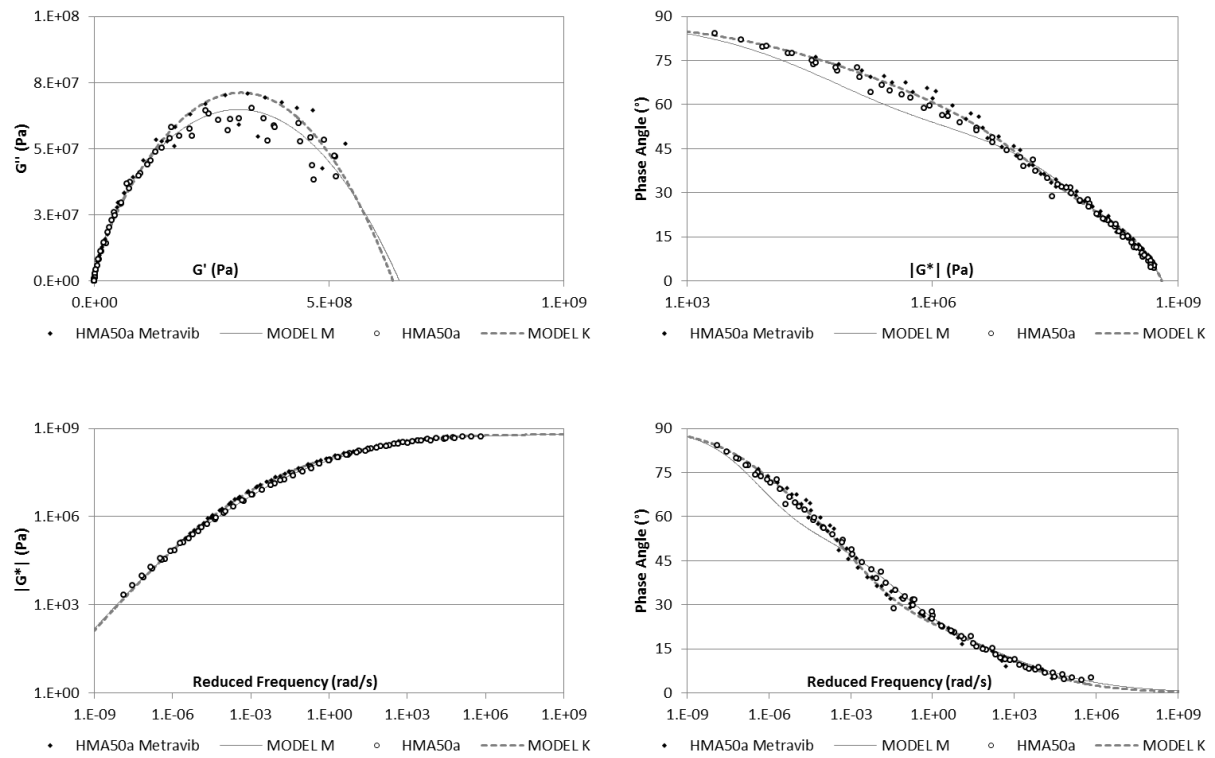 1.E+08
8.E+07
5.E+07
3.E+07
0.E+00
G'' (Pa)
G' (Pa)
0.E+00 5.E+08 1.E+09
HMA50a Metravib MODEL M HMA50a MODEL K
90
75
60
45
30
15
0
Phase Angle (°)
|G*| (Pa)
1.E+03 1.E+06 1.E+09
HMA50a Metravib MODEL M HMA50a MODEL K
1.E+09
1.E+06
1.E+03
1.E+00
|G*| (Pa)
Reduced Frequency (rad/s)
1.E-09 1.E-06 1.E-03 1.E+00 1.E+03 1.E+06 1.E+09
HMA50a Metravib MODEL M HMA50a MODEL K
90
75
60
45
30
15
0
Phase Angle (°)
Reduced Frequency (rad/s)
1.E-09 1.E-06 1.E-03 1.E+00 1.E+03 1.E+06 1.E+09
HMA50a Metravib MODEL M HMA50a MODEL K